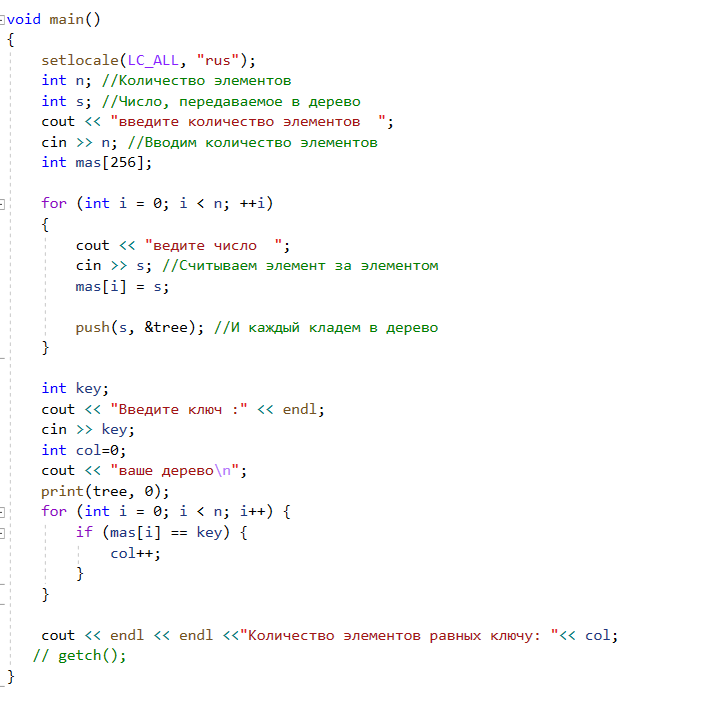 void main()
{
setlocale(LC_ALL, "rus");
int n; //Количество элементов
int s; //Число, передаваемое в дерево
cout << "введите количество элементов  ";
cin >> n; //Вводим количество элементов
int mas[256];
for (int i = 0; i < n; ++i)
{
cout << "ведите число  ";
cin >> s; //Считываем элемент за элементом
mas[i] = s;
push(s, &tree); //И каждый кладем в дерево
}
int key;
cout << "Введите ключ :" << endl;
cin >> key;
int col=0;
cout << "ваше дерево\n";
print(tree, 0);
for (int i = 0; i < n; i++) {
if (mas[i] == key) {
col++;
}
}
cout << endl << endl <<"Количество элементов равных ключу: "<< col;
// getch();
}